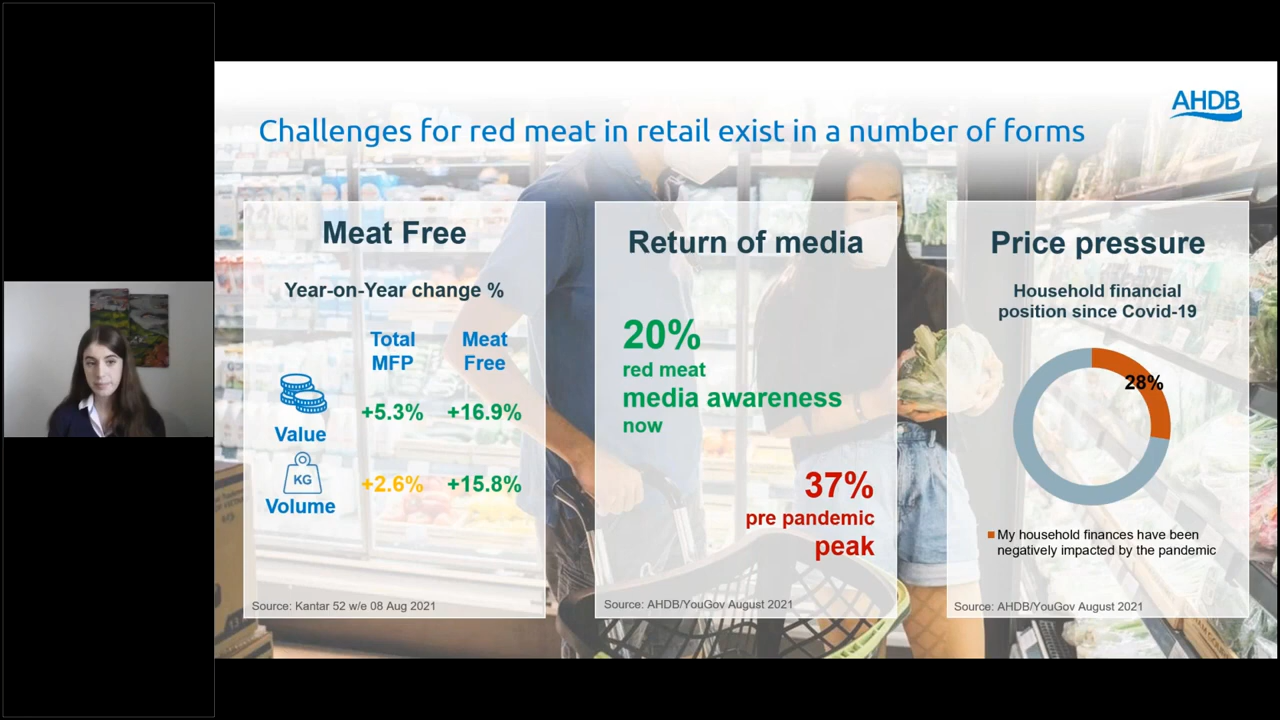 AHDB
Challenges for red meat in retail exist in a number of forms
Meat Free
Year-on-Year change %
Total
MFP
Meat
Free
Value
+5.3%
+16.9%
KG
Volume
+2.6%
+15.8%
Source: Kantar 52 w/e 08 Aug 2021
Return of media
20%
red meat
media awareness
now
37%
pre pandemic
peak
Source: AHDB/YouGov August 2021
Price pressure
Household financial
position since Covid-19
28%
My household finances have been
negatively impacted by the pandemic
Source: AHDB/YouGov August 2021